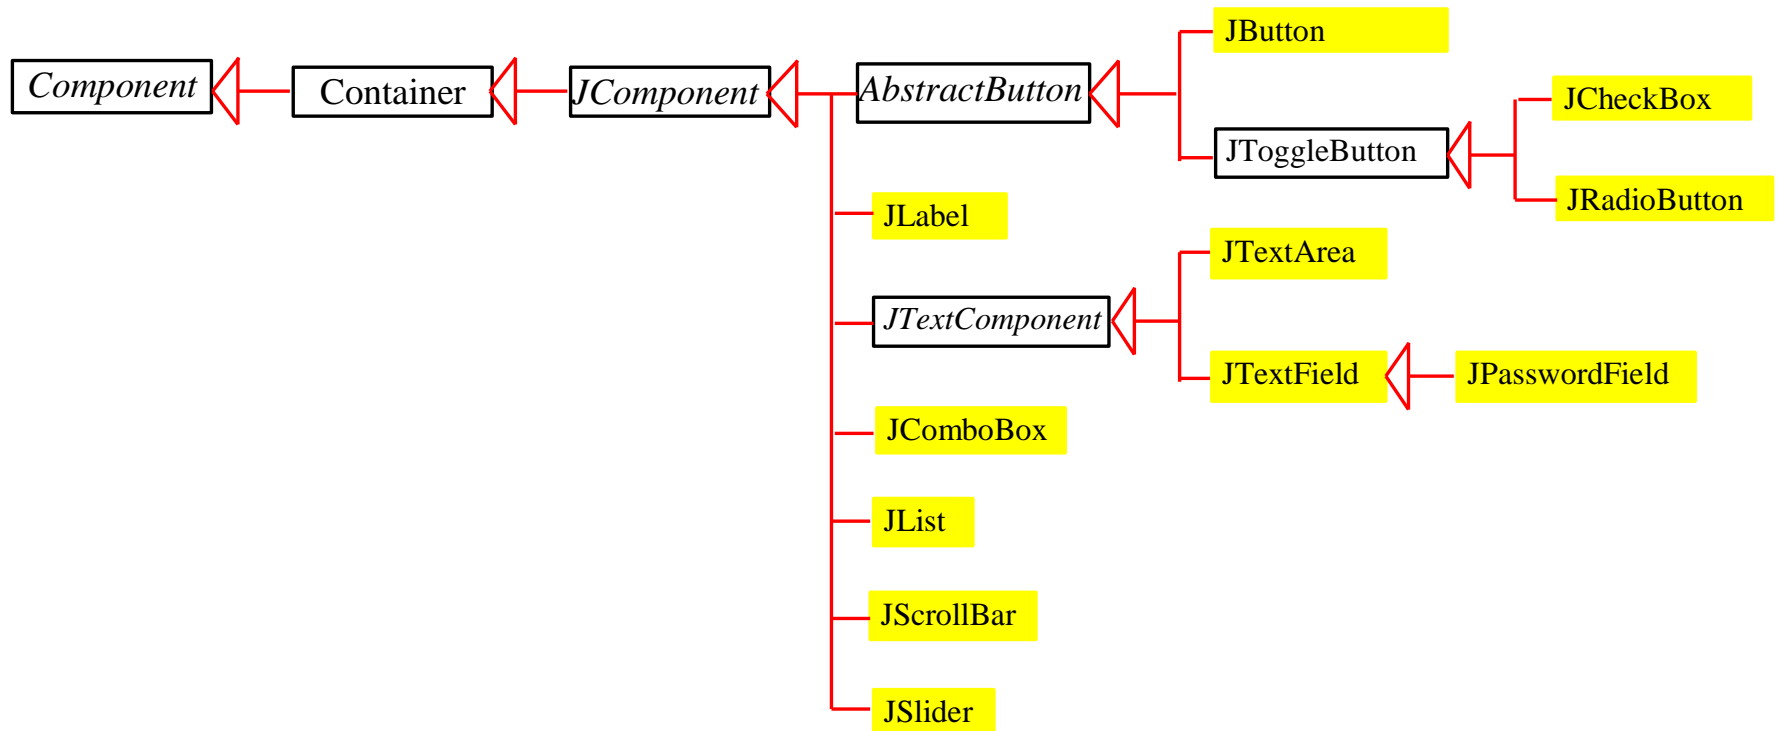 Component
Container
JComponent
AbstractButton
JButton
JCheckBox
JToggleButton
JRadioButton
JLabel
JTextArea
JTextComponent
JTextField
JPasswordField
JComboBox
JList
JScrollBar
JSlider